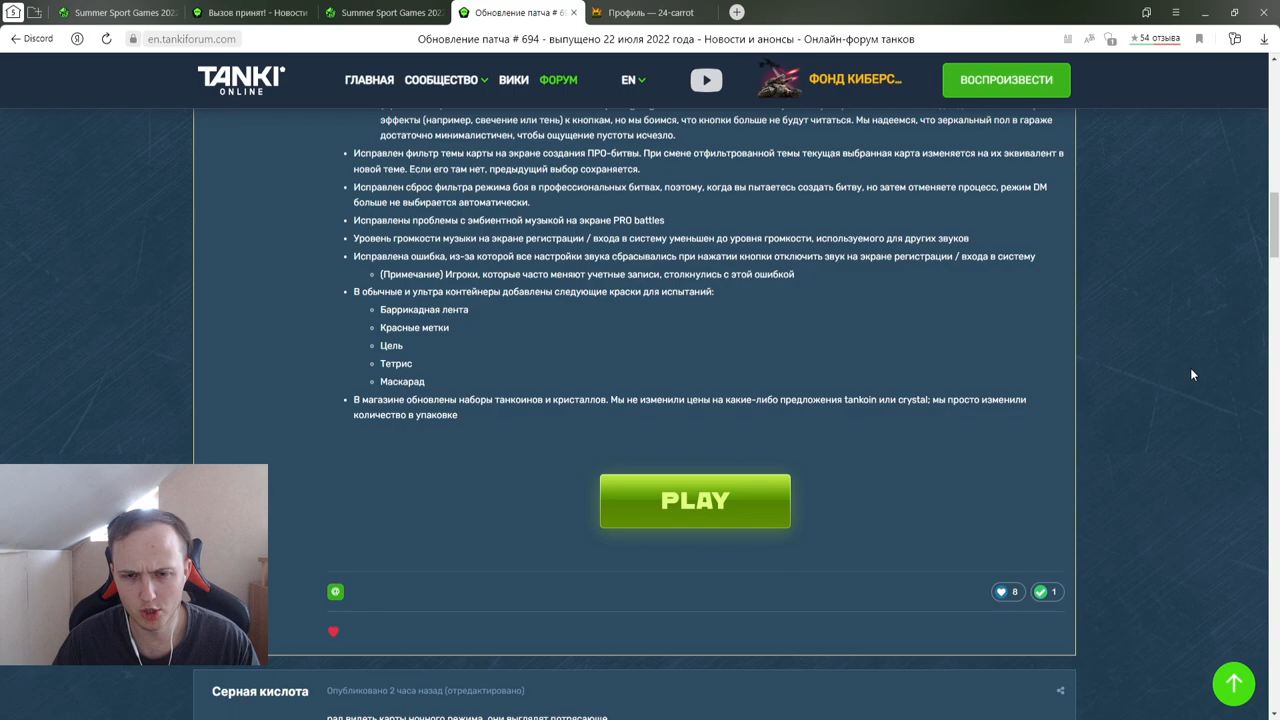 Summer Sport Games 2022
Вызов принят! - Новости
Summer Sport Games 2022
Обновление патча # 69
Профиль — 24-carrot
Discord
en.tankiforum.com
Обновление патча # 694 - выпущено 22 июля 2022 года - Новости и анонсы - Онлайн-форум танков
54 отзыва
TANKI
ONLINE
ГЛАВНАЯ
СООБЩЕСТВО
ВИКИ
ФОРУМ
EN
ФОНД КИБЕРС...
ВОСПРОИЗВЕСТИ
эффекты (например, свечение или тень) к кнопкам, но мы боимся, что кнопки больше не будут читаться. Мы надеемся, что зеркальный пол в гараже
достаточно минималистичен, чтобы ощущение пустоты исчезло.
Исправлен фильтр темы карты на экране создания ПРО-битвы. При смене отфильтрованной темы текущая выбранная карта изменяется на их эквивалент в
новой теме. Если его там нет, предыдущий выбор сохраняется.
Исправлен сброс фильтра режима боя в профессиональных битвах, поэтому, когда вы пытаетесь создать битву, но затем отменяете процесс, режим DM
больше не выбирается автоматически.
Исправлены проблемы с эмбиентной музыкой на экране PRO battles
Уровень громкости музыки на экране регистрации / входа в систему уменьшен до уровня громкости, используемого для других звуков
Исправлена ошибка, из-за которой все настройки звука сбрасывались при нажатии кнопки отключить звук на экране регистрации / входа в систему
(Примечание) Игроки, которые часто меняют учетные записи, столкнулись с этой ошибкой
В обычные и ультра контейнеры добавлены следующие краски для испытаний:
Баррикадная лента
Красные метки
Цель
Тетрис
Маскарад
В магазине обновлены наборы танкоинов и кристаллов. Мы не изменили цены на какие-либо предложения tankoin или crystal; мы просто изменили
количество в упаковке
PLAY
8
1
Серная кислота
Опубликовано 2 часа назад (отредактировано)
рад видеть карты ночного режима, они выглядят потрясающе